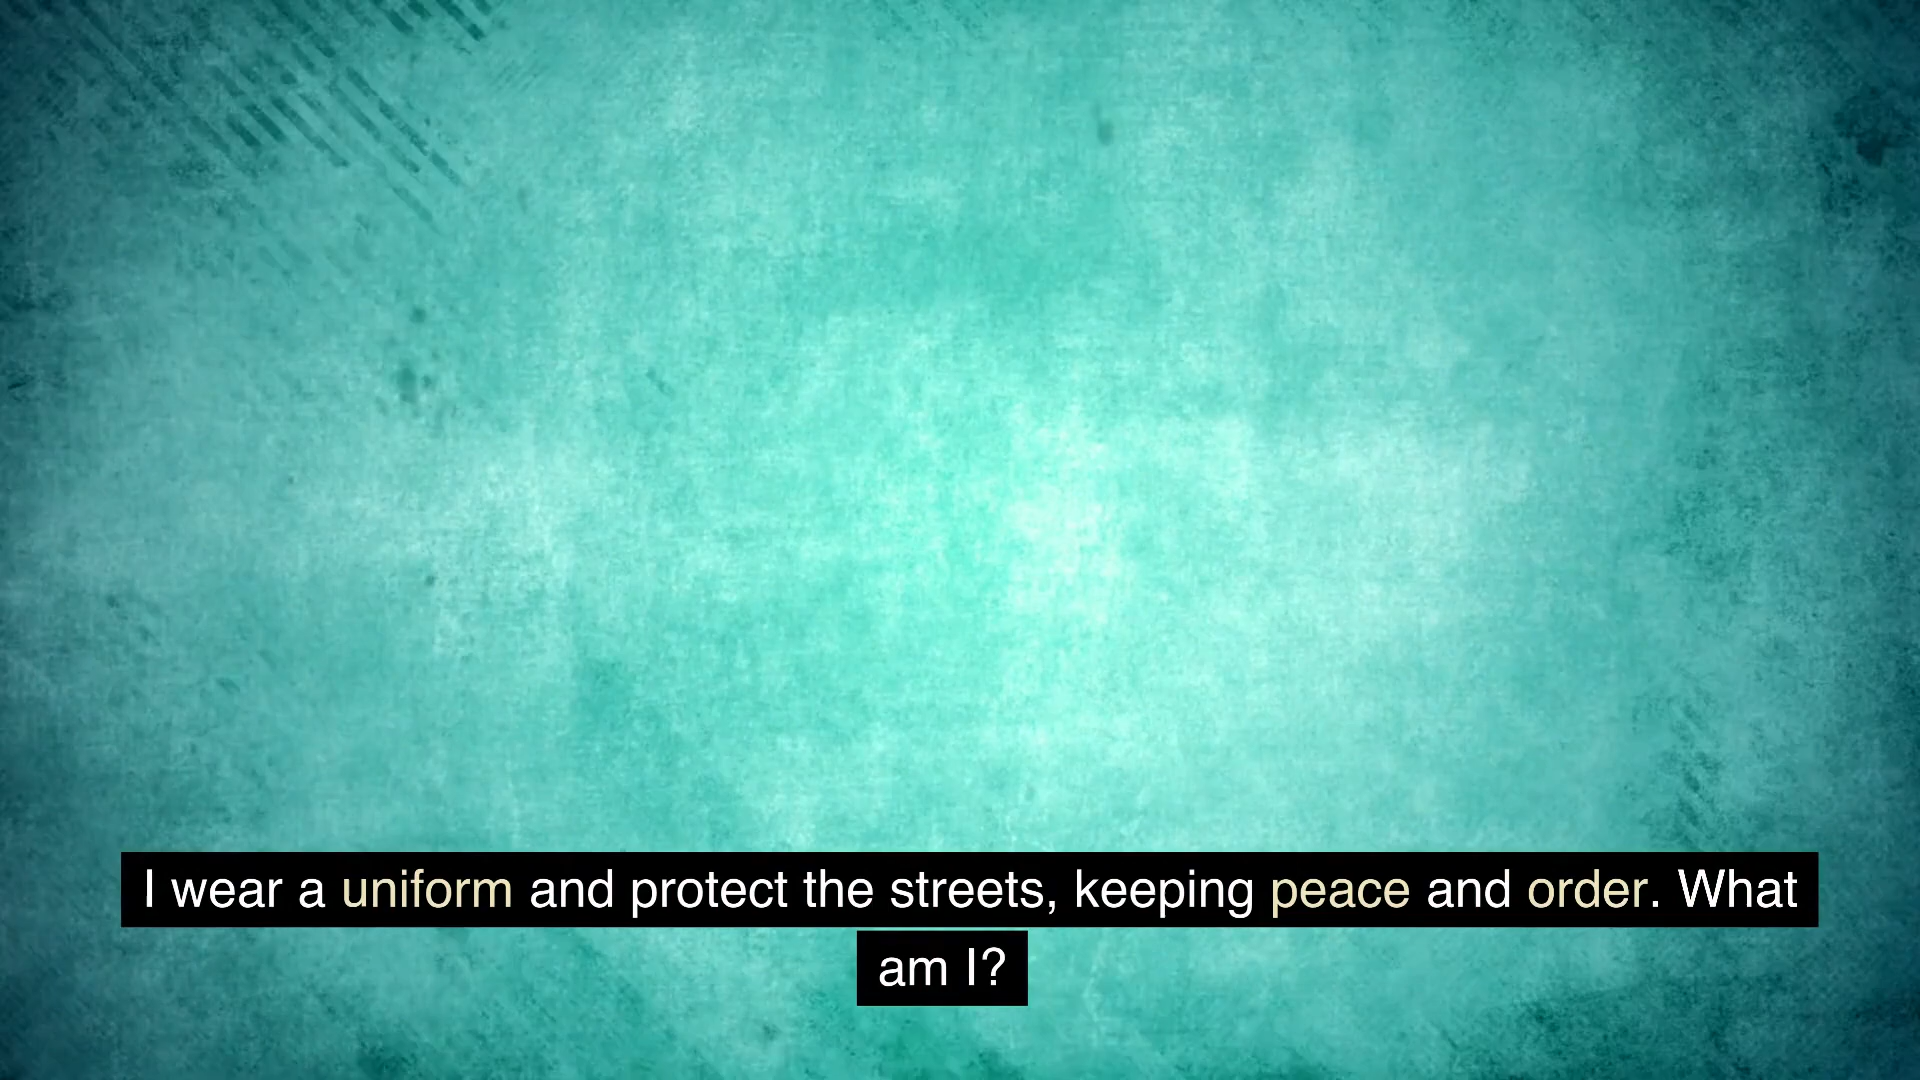 I wear a uniform and protect the streets, keeping peace and order. What
am I?